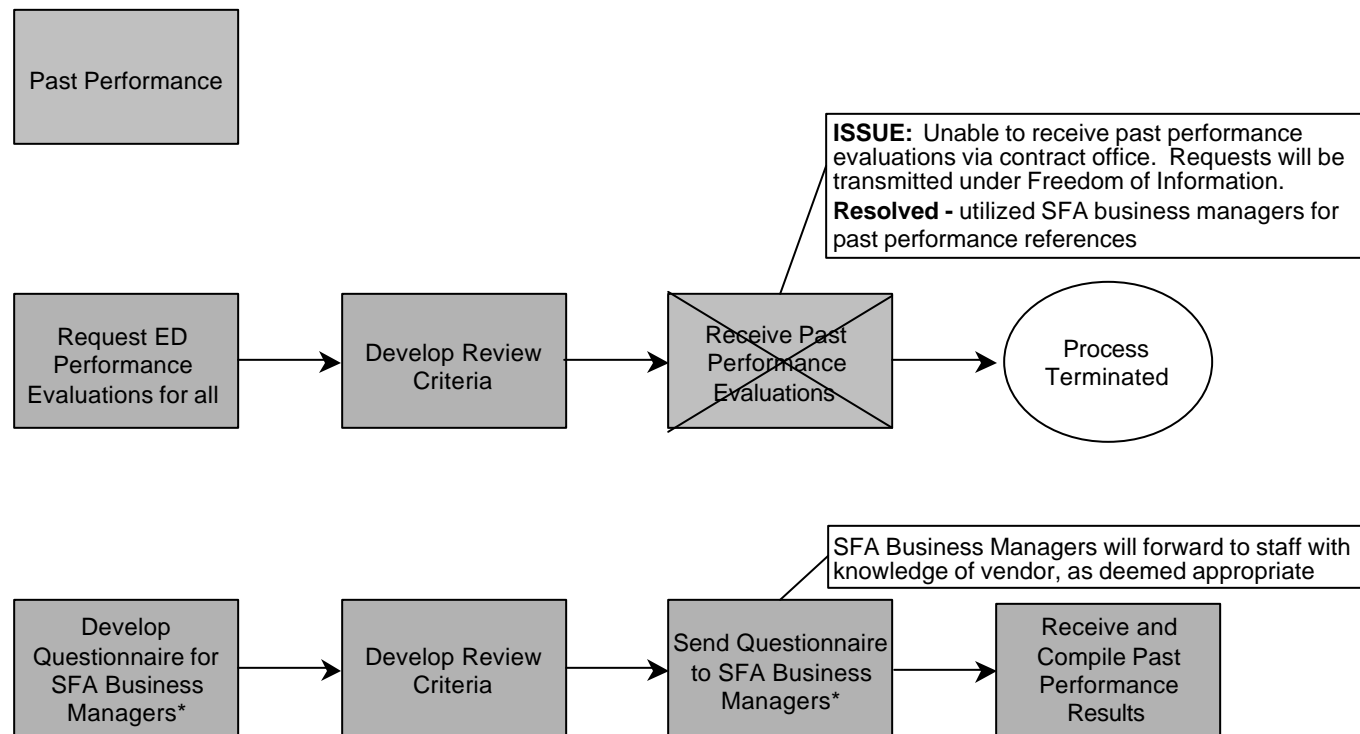 Past Performance
ISSUE: Unable to receive past performance
evaluations via contract office. Requests will be
transmitted under Freedom of Information.
Resolved - utilized SFA business managers for
past performance references
Request ED
Performance
Evaluations for all
Develop Review
Criteria
Receive Past
Performance
Evaluations
Process
Terminated
SFA Business Managers will forward to staff with
knowledge of vendor, as deemed appropriate
Develop
Questionnaire for
SFA Business
Managers*
Develop Review
Criteria
Send Questionnaire
to SFA Business
Managers*
Receive and
Compile Past
Performance
Results